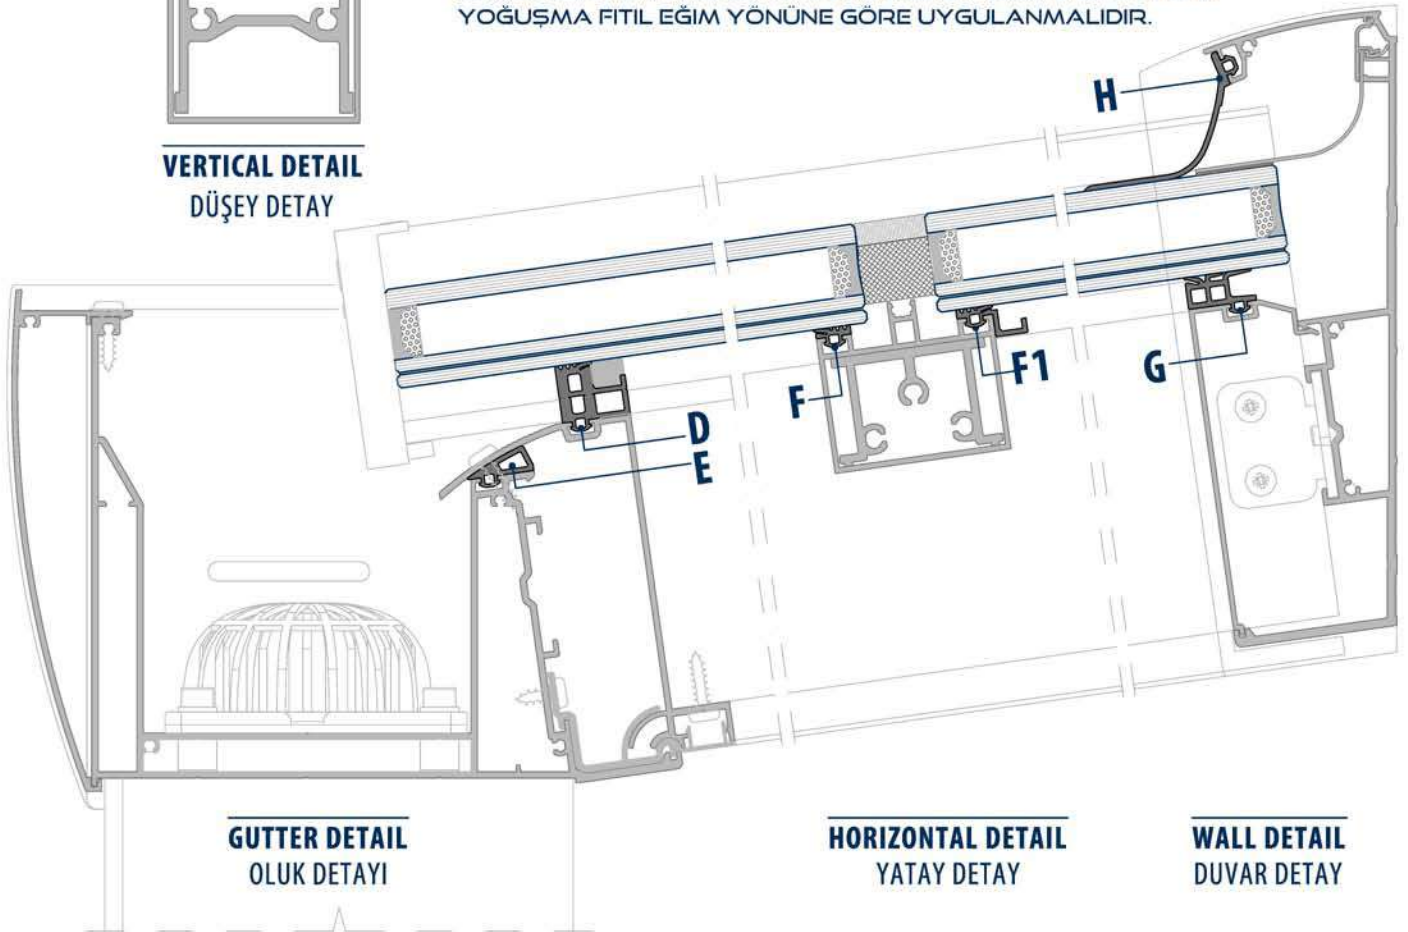 YOĞUŞMA FITIL EĞIM YÖNÜNE GÖRE UYGULANMALIDIR.
H
VERTICAL DETAIL
DÜŞEY DETAY
F1
G
F
D
E
GUTTER DETAIL
OLUK DETAYI
HORIZONTAL DETAIL
YATAY DETAY
WALL DETAIL
DUVAR DETAY